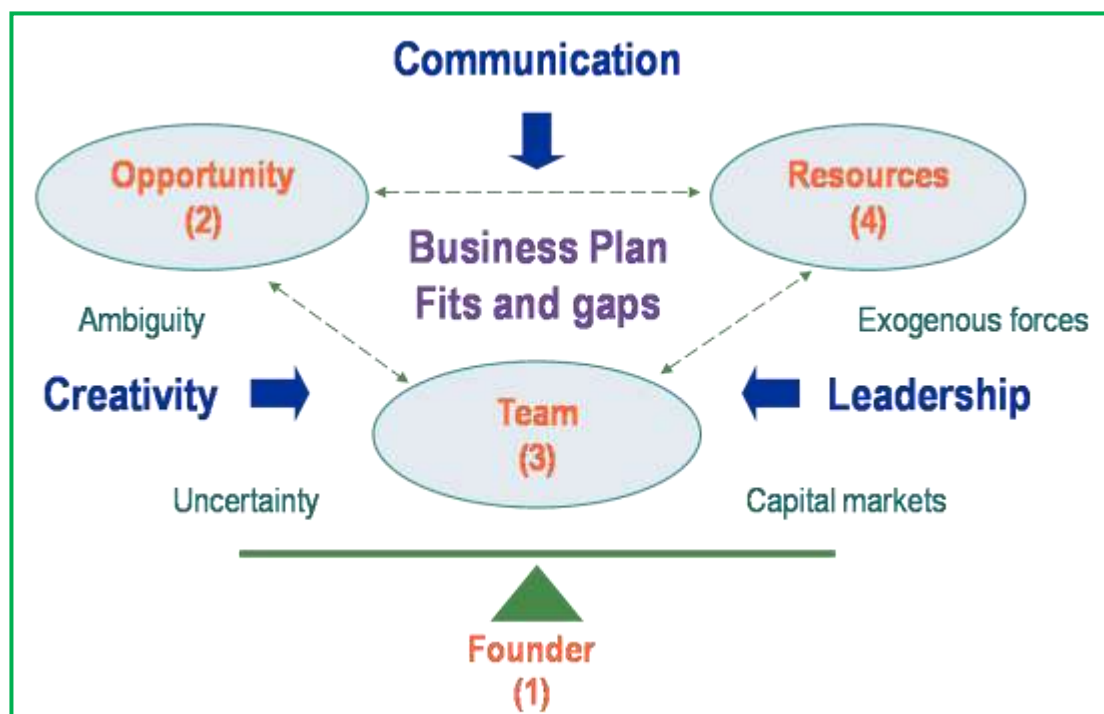 Communication
Opportunity
(2)
Resources
(4)
Business Plan
Fits and gaps
Ambiguity
Exogenous forces
Creativity
Leadership
Team
(3)
Uncertainty
Capital markets
Founder
(1)